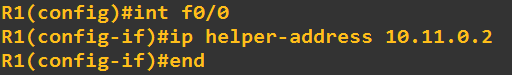 R1(config)#int f0/0
R1(config-if)#ip helper-address 10.11.0.2
R1(config-if)#end